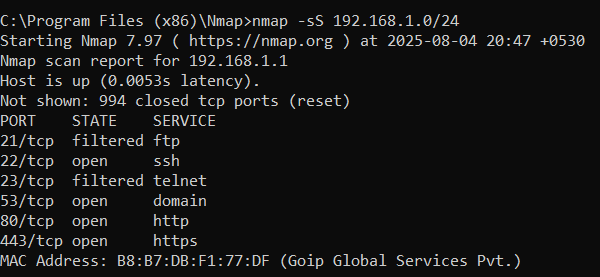 C:\Program Files (x86)\Nmap>nmap -sS 192.168.1.0/24
Starting Nmap 7.97 ( https://nmap.org ) at 2025-08-04 20:47 +0530
Nmap scan report for 192.168.1.1
Host is up (0.0053s latency).
Not shown: 994 closed tcp ports (reset)
PORT    STATE    SERVICE
21/tcp  filtered ftp
22/tcp  open     ssh
23/tcp  filtered telnet
53/tcp  open     domain
80/tcp  open     http
443/tcp open     https
MAC Address: B8:B7:DB:F1:77:DF (Goip Global Services Pvt.)